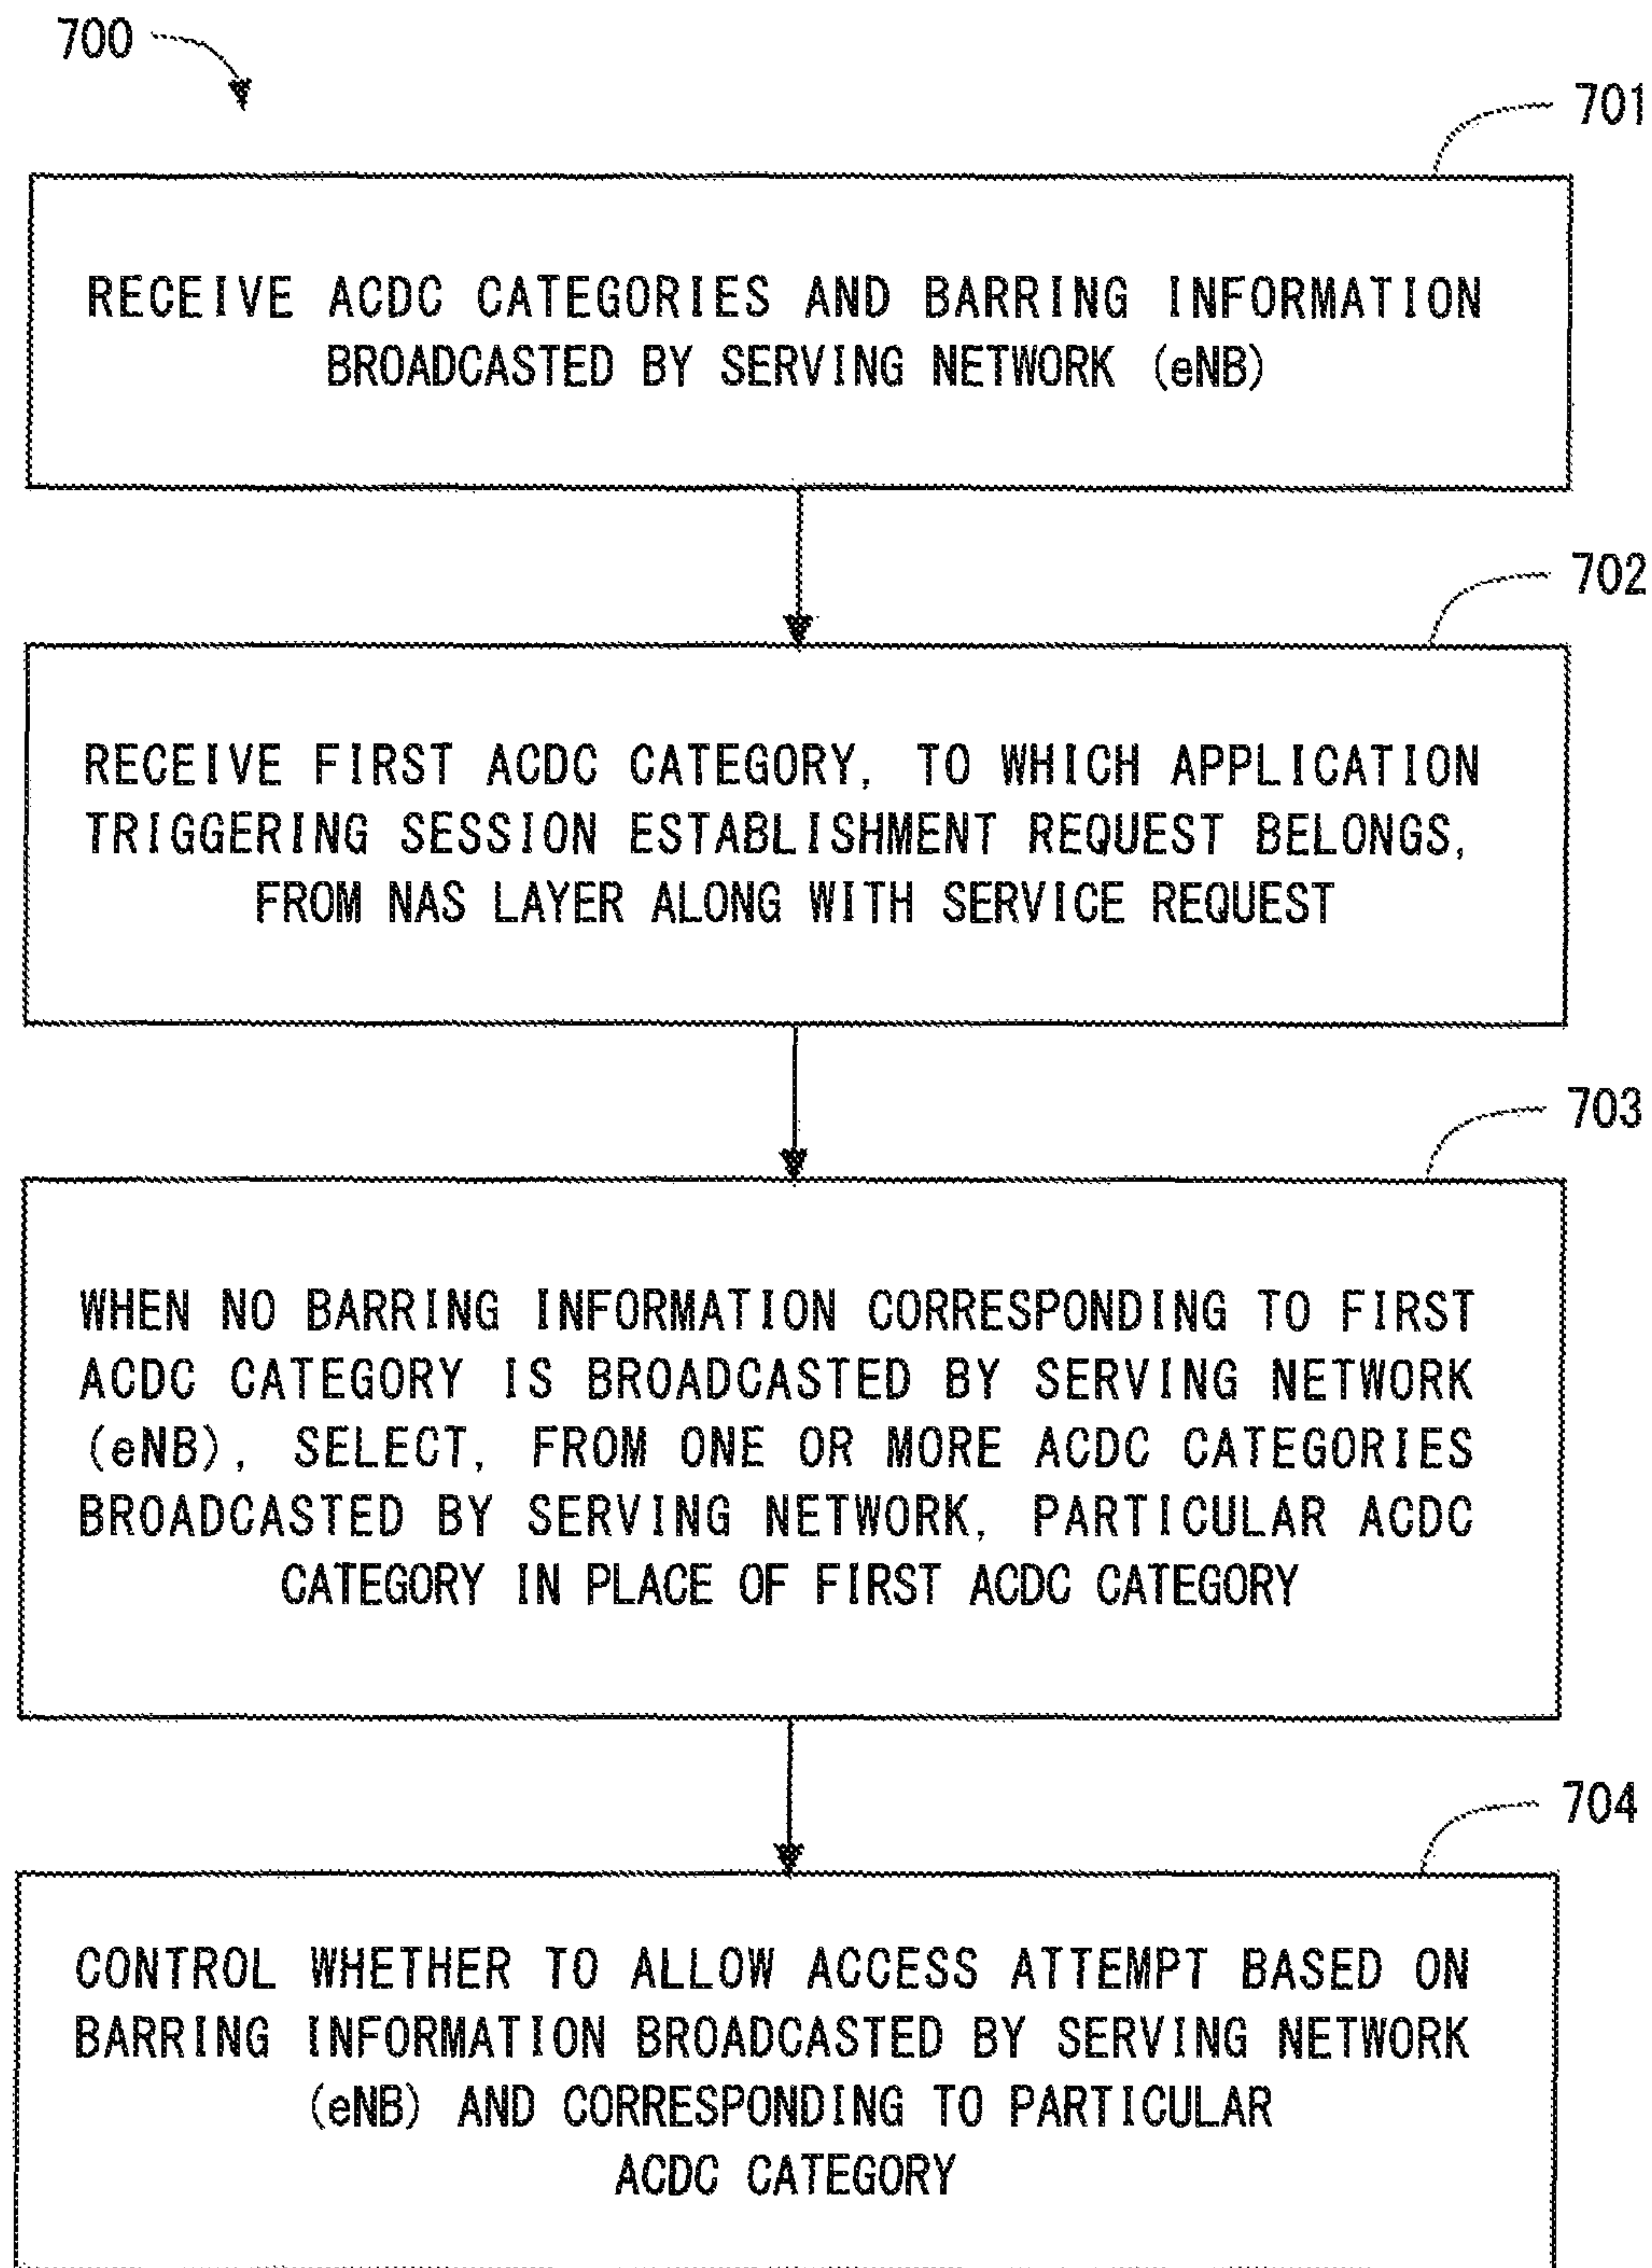 700
701
RECEIVE ACDC CATEGORIES AND BARRING INFORMATION
BROADCASTED BY SERVING NETWORK (eNB)
702
RECEIVE FIRST ACDC CATEGORY, TO WHICH APPLICATION
TRIGGERING SESSION ESTABLISHMENT REQUEST BELONGS,
FROM NAS LAYER ALONG WITH SERVICE REQUEST
703
WHEN NO BARRING INFORMATION CORRESPONDING TO FIRST
ACDC CATEGORY IS BROADCASTED BY SERVING NETWORK
(eNB), SELECT, FROM ONE OR MORE ACDC CATEGORIES
BROADCASTED BY SERVING NETWORK, PARTICULAR ACDC
CATEGORY IN PLACE OF FIRST ACDC CATEGORY
704
CONTROL WHETHER TO ALLOW ACCESS ATTEMPT BASED ON
BARRING INFORMATION BROADCASTED BY SERVING NETWORK
(eNB) AND CORRESPONDING TO PARTICULAR
ACDC CATEGORY